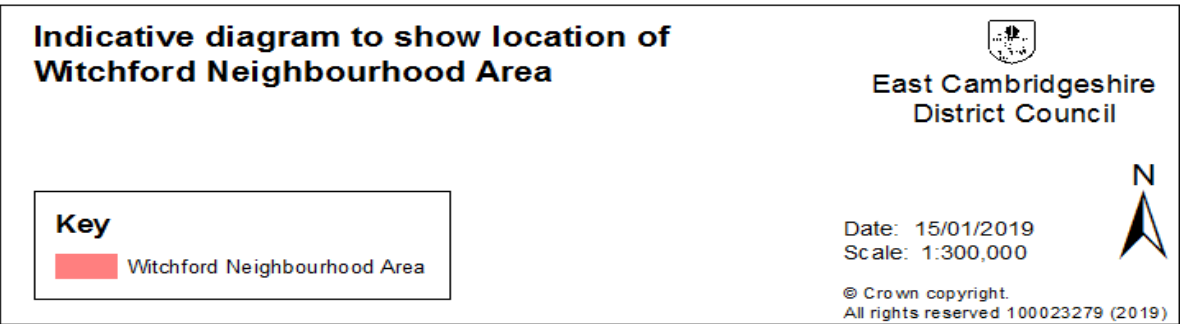 Indicative diagram to show location of
Witchford Neighbourhood Area
East Cambridgeshire
District Council
Key
Witchford Neighbourhood Area
N
Date: 15/01/2019
Scale: 1:300,000
© Crown copyright.
All rights reserved 100023279 (2019)